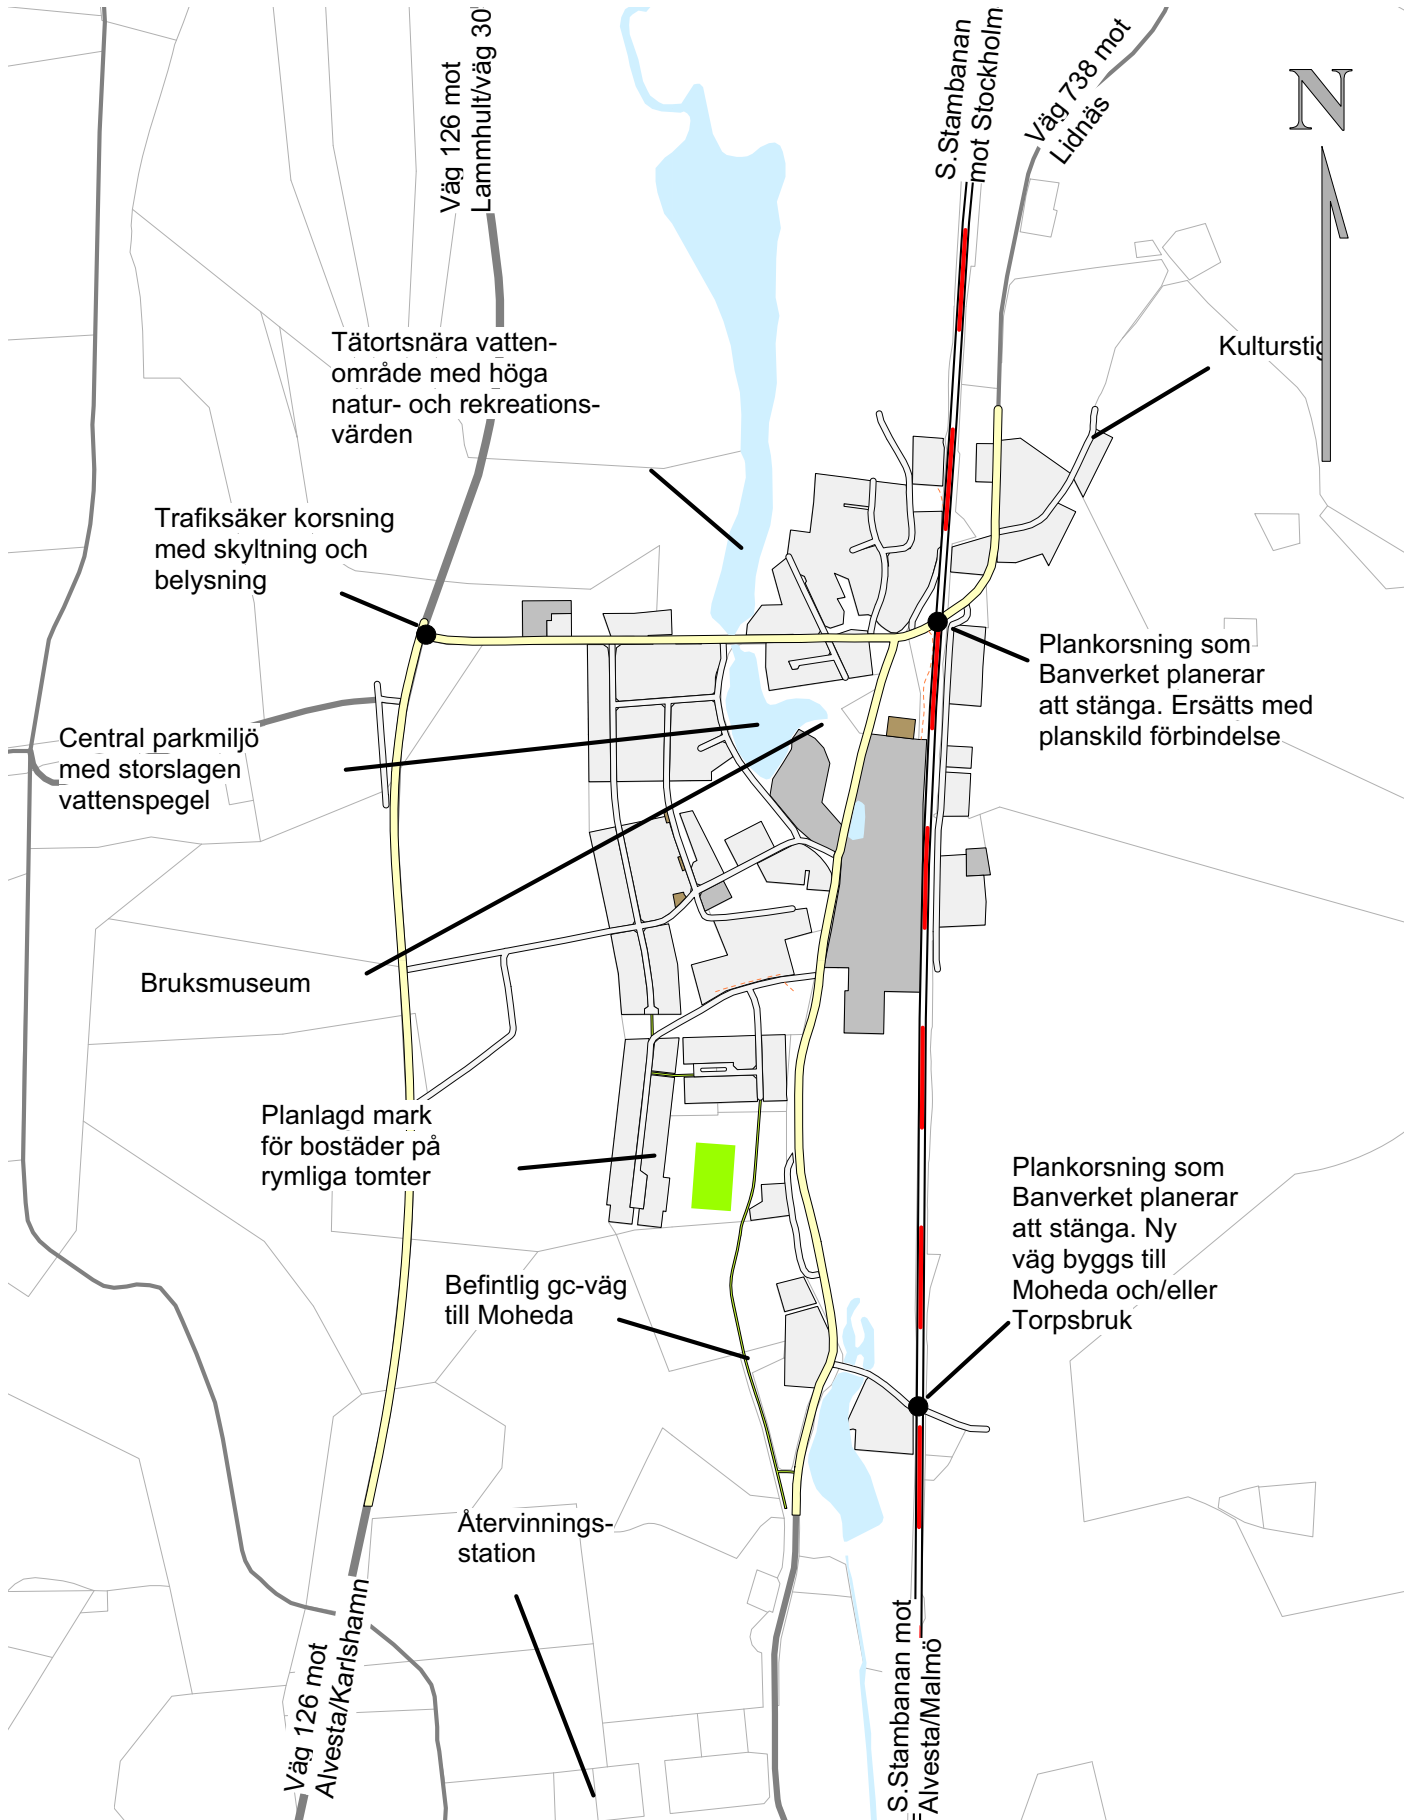 Väg 126 mot
Lammhult/väg 30
S.Stambanan
mot Stockholm
Väg 738 mot
Lidnäs
N
Tätortsnära vatten-
område med höga
natur- och rekreations-
värden
Kulturstig
Trafiksäker korsning
med skyltning och
belysning
Plankorsning som
Banverket planerar
att stänga. Ersätts med
planskild förbindelse
Central parkmiljö
med storslagen
vattenspegel
Bruksmuseum
Planlagd mark
för bostäder på
rymliga tomter
Plankorsning som
Banverket planerar
att stänga. Ny
väg byggs till
Moheda och/eller
Torpsbruk
Befintlig gc-väg
till Moheda
Återvinnings-
station
Väg 126 mot
Alvesta/Karlshamn
S.Stambanan mot
Alvesta/Malmö